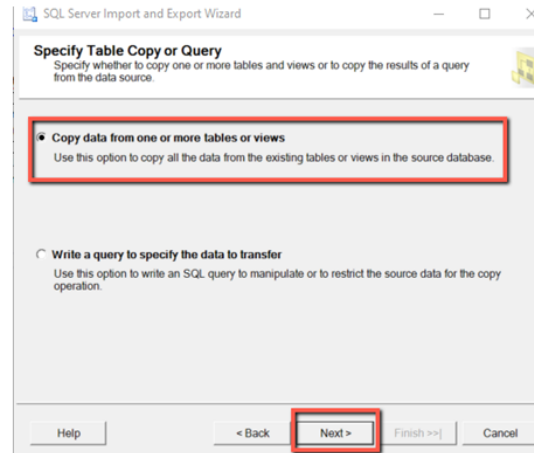 SQL Server Import and Export Wizard
Specify Table Copy or Query
Specify whether to copy one or more tables and views or to copy the results of a query
from the data source.
Copy data from one or more tables or views
Use this option to copy all the data from the existing tables or views in the source database.
Write a query to specify the data to transfer
Use this option to write an SQL query to manipulate or to restrict the source data for the copy
operation.
Help
< Back
Next >
Finish >>|
Cancel